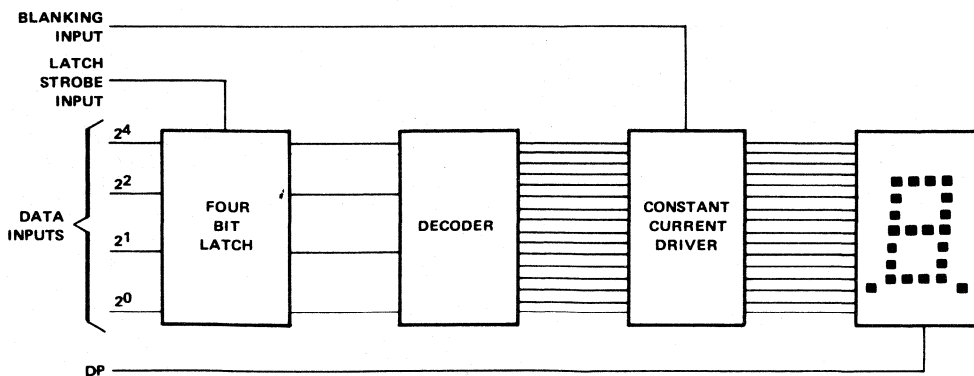 BLANKING
INPUT
LATCH
STROBE
INPUT
DATA
INPUTS
2⁴
2²
2¹
2⁰
FOUR
BIT
LATCH
DECODER
CONSTANT
CURRENT
DRIVER
DP